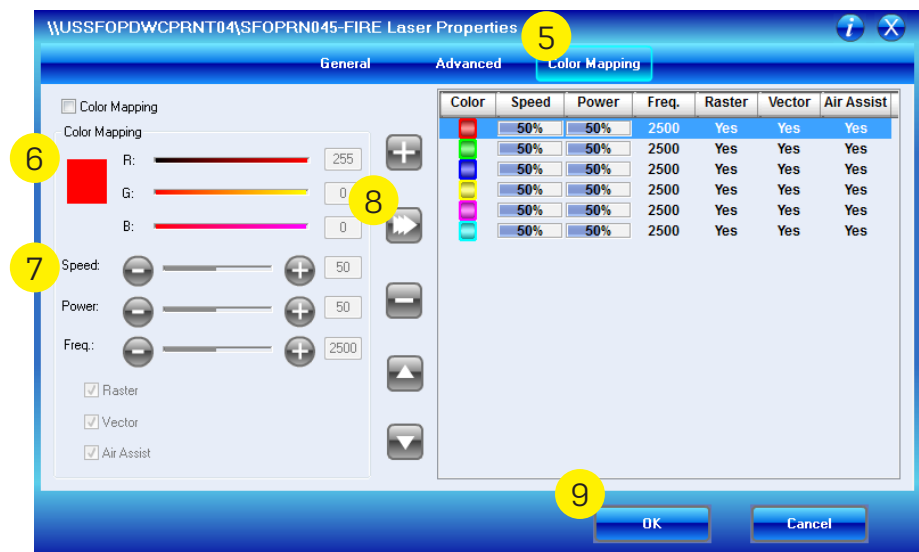 \\USSFOPDWCPRNT04\SFOPRN045-FIRE Laser Properties
5
i X
General Advanced Color Mapping
Color Mapping
Color Mapping
6
R: 255
G: 0
B: 0
8
7
Speed: 50
Power: 50
Freq.: 2500
Raster
Vector
Air Assist
Color Speed Power Freq. Raster Vector Air Assist
50% 50% 2500 Yes Yes Yes
50% 50% 2500 Yes Yes Yes
50% 50% 2500 Yes Yes Yes
50% 50% 2500 Yes Yes Yes
50% 50% 2500 Yes Yes Yes
50% 50% 2500 Yes Yes Yes
9
OK Cancel